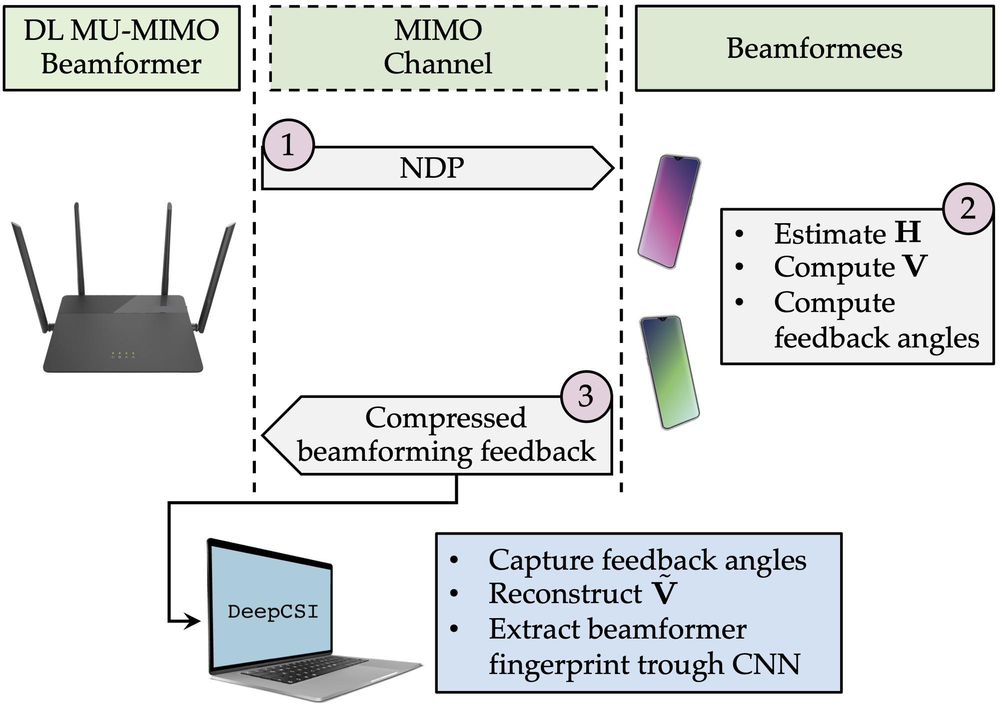 DL MU-MIMO
Beamformer
MIMO
Channel
Beamformees
1
NDP
2
• Estimate H
• Compute V
• Compute
feedback angles
3
Compressed
beamforming feedback
DeepCSI
• Capture feedback angles
• Reconstruct Ṽ
• Extract beamformer
fingerprint trough CNN